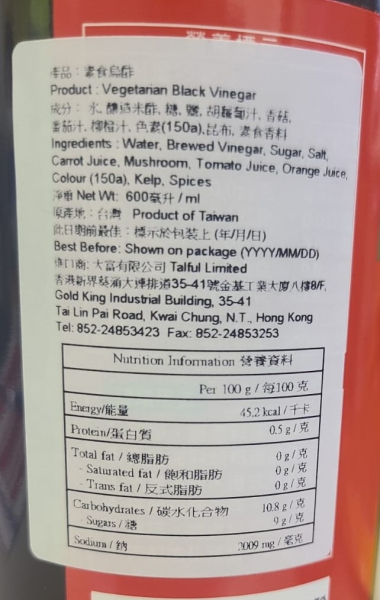 營養標示
產品：素食烏醋
Product : Vegetarian Black Vinegar
成分： 水, 釀造米醋, 糖, 鹽, 胡蘿蔔汁, 香菇,
番茄汁, 柳橙汁, 色素(150a),昆布, 素食香料
Ingredients : Water, Brewed Vinegar, Sugar, Salt,
Carrot Juice, Mushroom, Tomato Juice, Orange Juice,
Colour (150a), Kelp, Spices
淨重 Net Wt: 600毫升 / ml
原產地：台灣 Product of Taiwan
此日期前最佳：標示於包裝上 (年/月/日)
Best Before: Shown on package (YYYY/MM/DD)
進口商: 大富有限公司 Talful Limited
香港新界葵涌大連排道35-41號金基工業大廈八樓8/F,
Gold King Industrial Building, 35-41
Tai Lin Pai Road, Kwai Chung, N.T., Hong Kong
Tel: 852-24853423 Fax: 852-24853253
Nutrition Information 營養資料
Per 100 g / 每100 克
Energy/能量 45.2 kcal / 千卡
Protein/蛋白質 0.5 g / 克
Total fat / 總脂肪 0 g / 克
- Saturated fat / 飽和脂肪 0 g / 克
- Trans fat / 反式脂肪 0 g / 克
Carbohydrates / 碳水化合物 10.8 g / 克
- Sugars / 糖 9 g / 克
Sodium / 鈉 2009 mg / 毫克